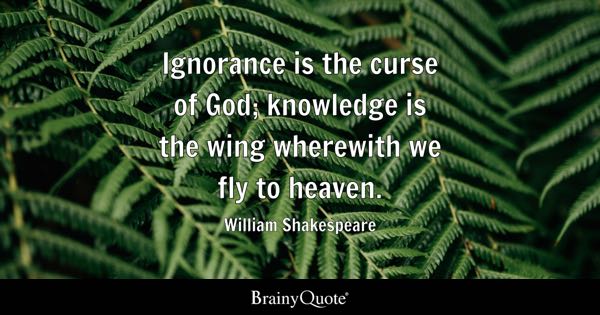 Ignorance is the curse
of God; knowledge is
the wing wherewith we
fly to heaven.
William Shakespeare
BrainyQuote®